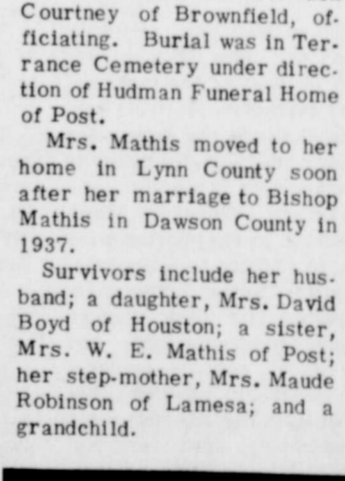 Courtney of Brownfield, of-
ficiating. Burial was in Ter-
rance Cemetery under direc-
tion of Hudman Funeral Home
of Post.
Mrs. Mathis moved to her
home in Lynn County soon
after her marriage to Bishop
Mathis in Dawson County in
1937.
Survivors include her hus-
band; a daughter, Mrs. David
Boyd of Houston; a sister,
Mrs. W. E. Mathis of Post;
her step-mother, Mrs. Maude
Robinson of Lamesa; and a
grandchild.